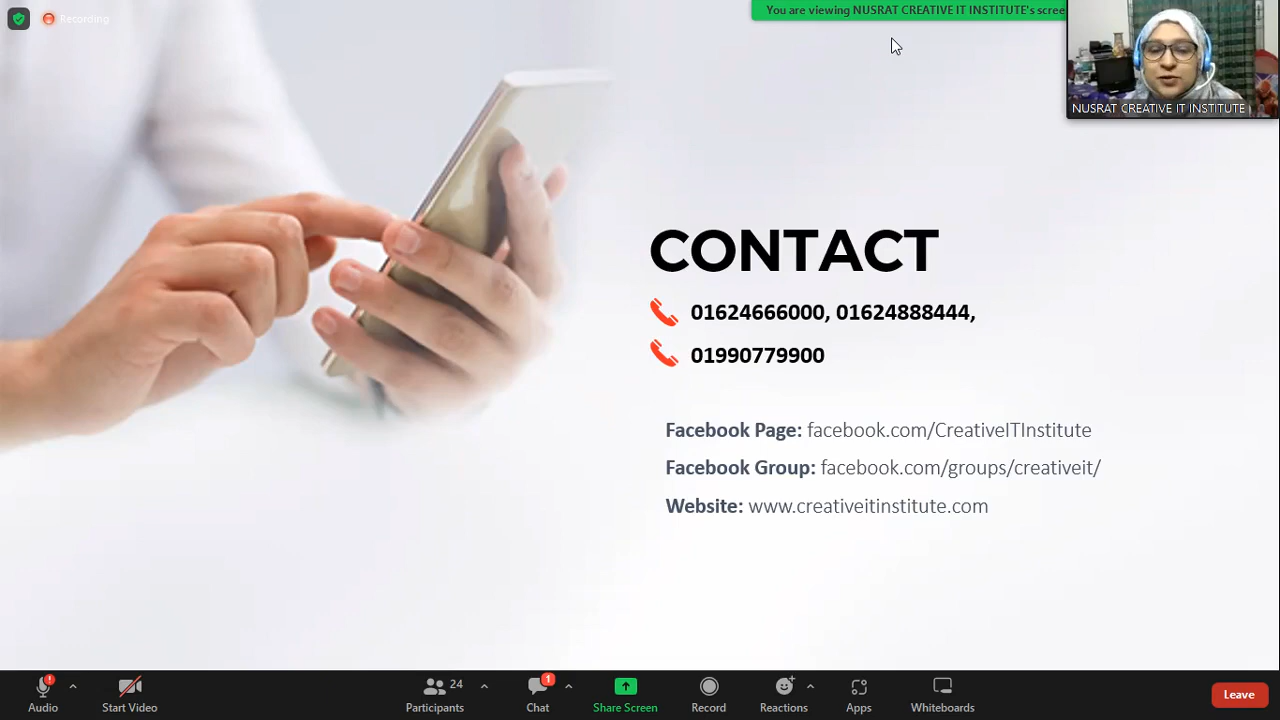 Recording
You are viewing NUSRAT CREATIVE IT INSTITUTE's scree
NUSRAT CREATIVE IT INSTITUTE
CONTACT
01624666000, 01624888444,
01990779900
Facebook Page: facebook.com/CreativeITInstitute
Facebook Group: facebook.com/groups/creativeit/
Website: www.creativeitinstitute.com
Audio
Start Video
24
Participants
1
Chat
Share Screen
Record
Reactions
Apps
Whiteboards
Leave